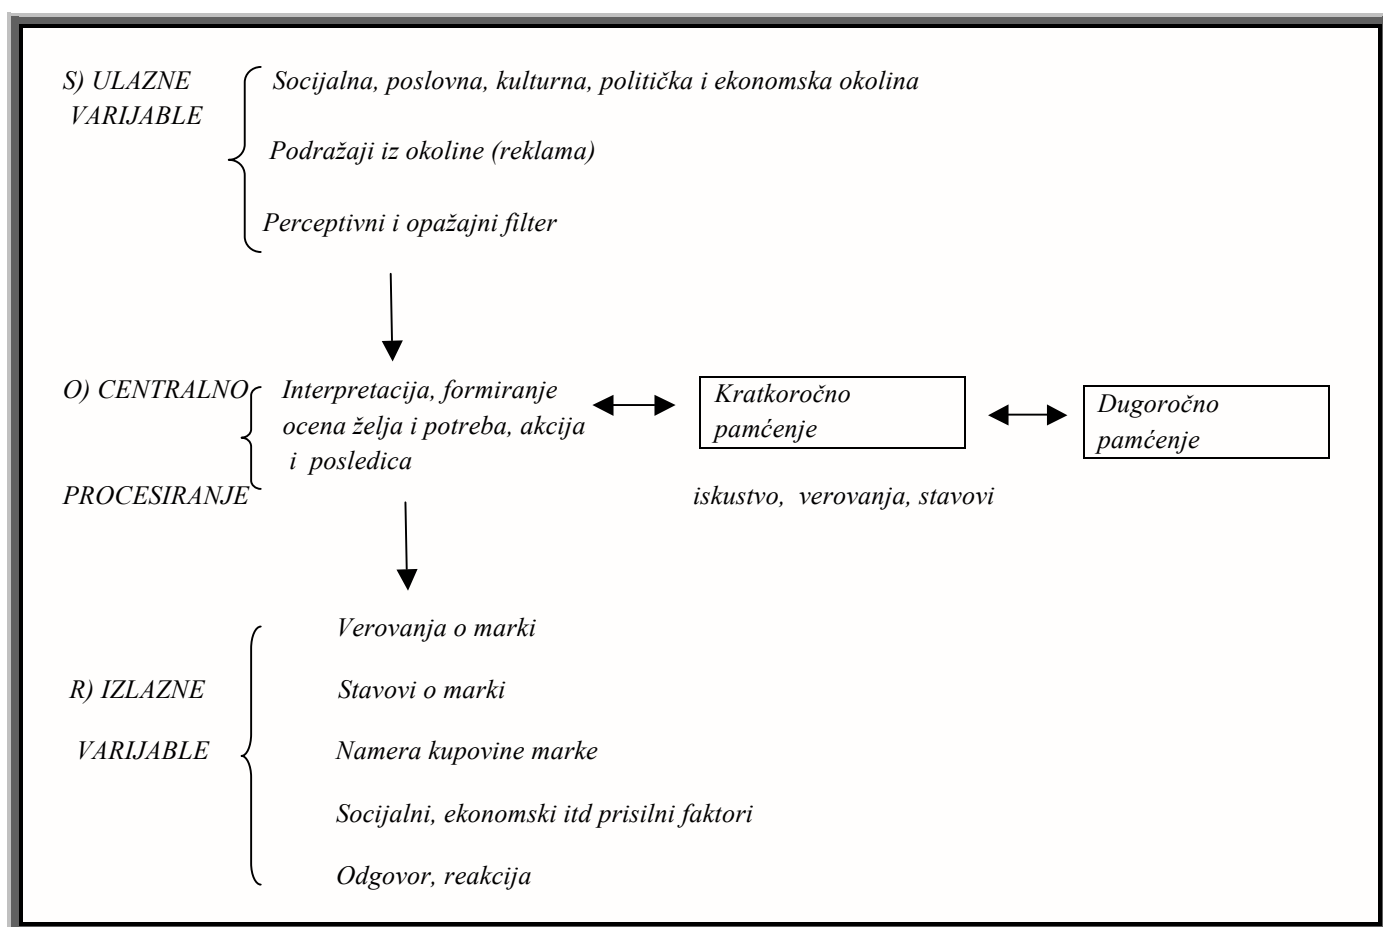 S) ULAZNE
VARIJABLE
Socijalna, poslovna, kulturna, politička i ekonomska okolina
Podražaji iz okoline (reklama)
Perceptivni i opažajni filter
O) CENTRALNO
PROCESIRANJE
Interpretacija, formiranje
ocena želja i potreba, akcija
i posledica
Kratkoročno
pamćenje
Dugoročno
pamćenje
iskustvo, verovanja, stavovi
R) IZLAZNE
VARIJABLE
Verovanja o marki
Stavovi o marki
Namera kupovine marke
Socijalni, ekonomski itd prisilni faktori
Odgovor, reakcija